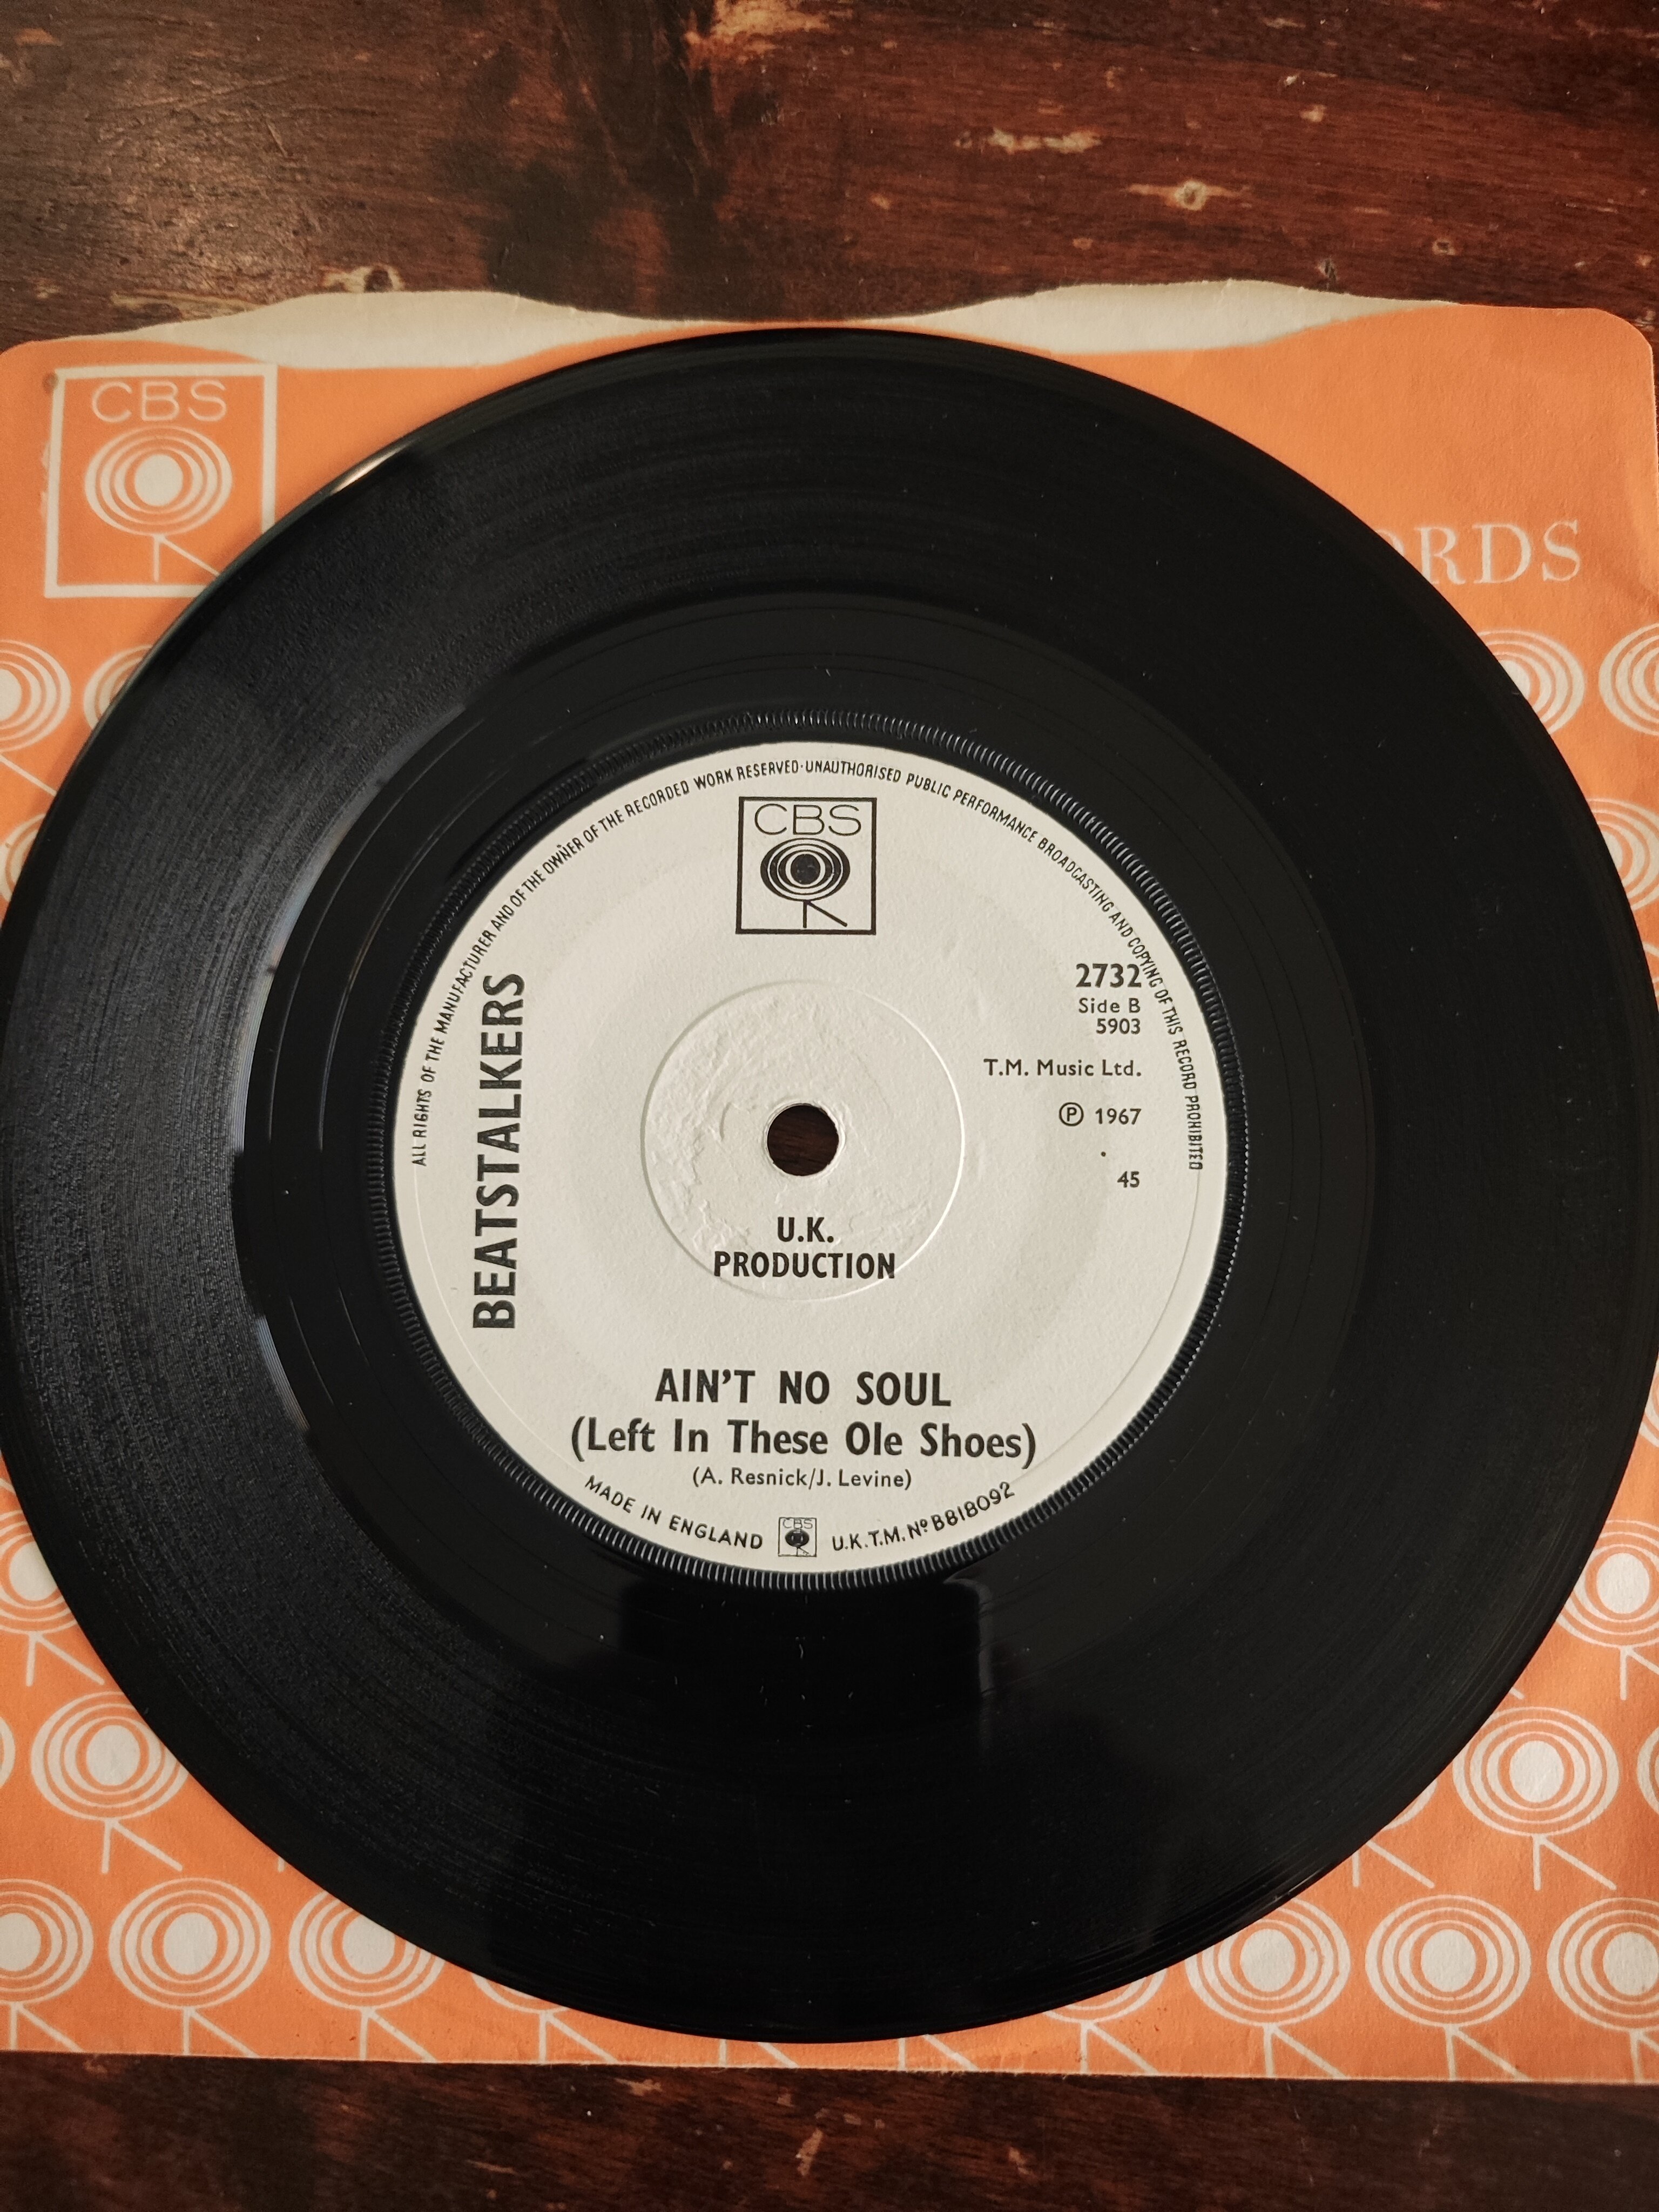 CBS
RDS
ALL RIGHTS OF THE MANUFACTURER AND OF THE OWNER OF THE RECORDED WORK RESERVED·UNAUTHORISED PUBLIC PERFORMANCE BROADCASTING AND COPYING OF THIS RECORD PROHIBITED
CBS
BEATSTALKERS
2732
Side B
5903
T.M. Music Ltd.
℗ 1967
45
U.K.
PRODUCTION
AIN'T NO SOUL
(Left In These Ole Shoes)
(A. Resnick/J. Levine)
MADE IN ENGLAND CBS U.K.T.M. Nº B818092